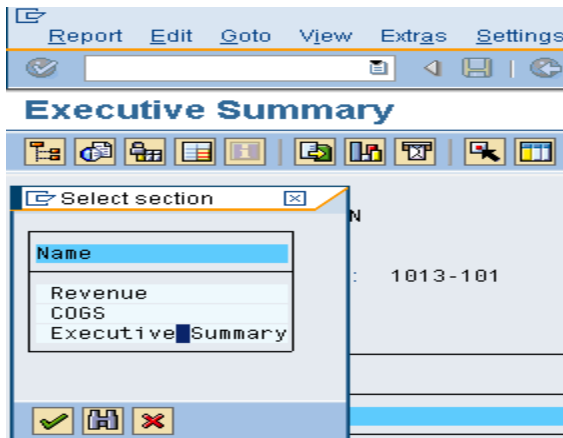 Report Edit Goto View Extras Settings
Executive Summary
Select section
N
Name
: 1013-101
Revenue
COGS
Executive Summary